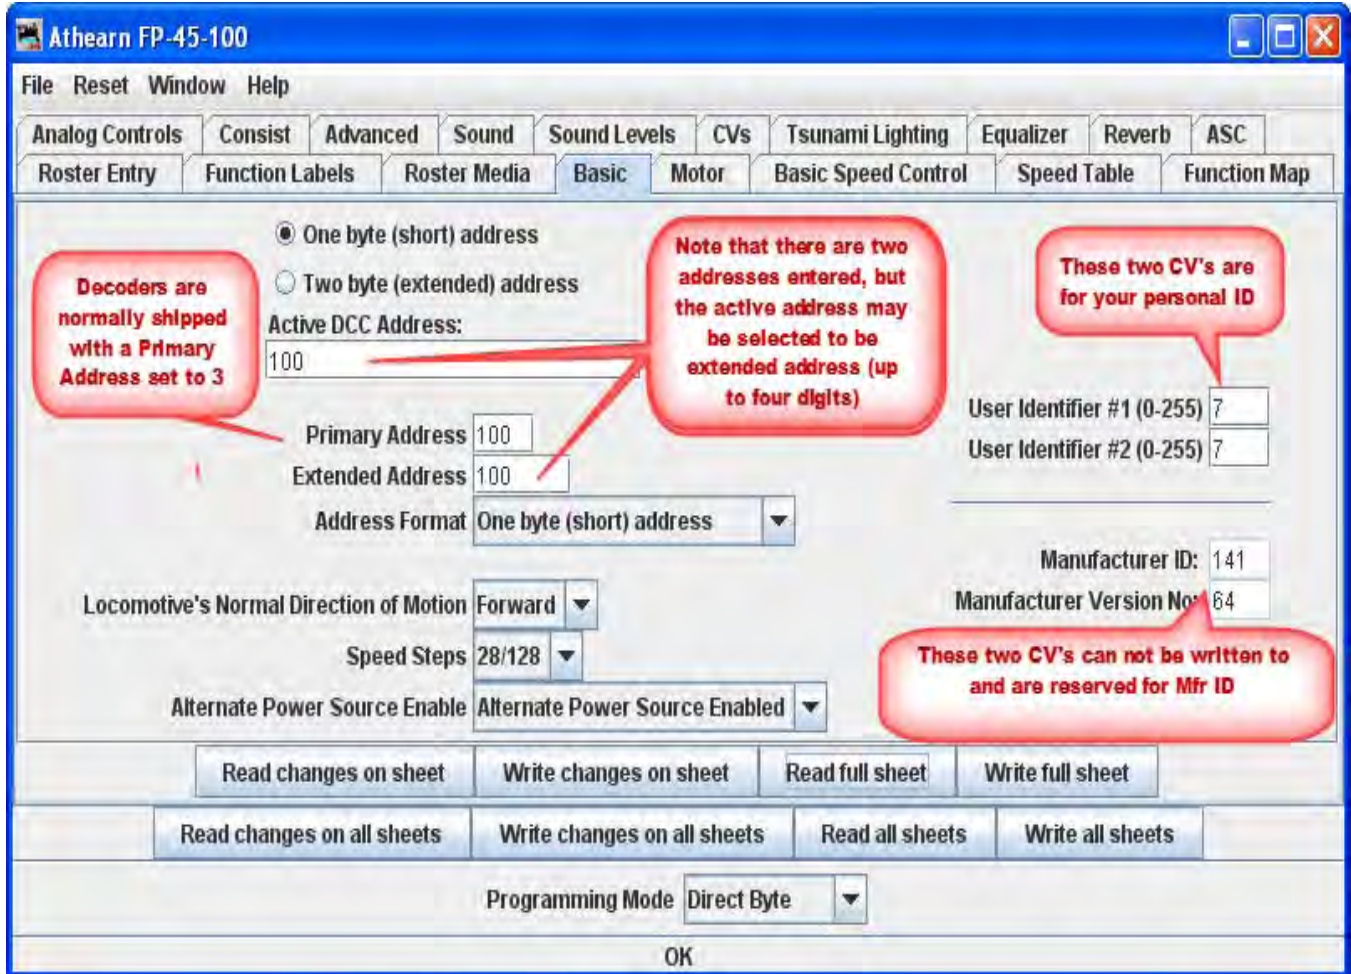 Athearn FP-45-100
File Reset Window Help
Analog Controls Consist Advanced Sound Sound Levels CVs Tsunami Lighting Equalizer Reverb ASC
Roster Entry Function Labels Roster Media Basic Motor Basic Speed Control Speed Table Function Map
One byte (short) address
Two byte (extended) address
Active DCC Address:
100
Decoders are
normally shipped
with a Primary
Address set to 3
Note that there are two
addresses entered, but
the active address may
be selected to be
extended address (up
to four digits)
These two CV's are
for your personal ID
Primary Address 100
Extended Address 100
Address Format One byte (short) address
User Identifier #1 (0-255) 7
User Identifier #2 (0-255) 7
Manufacturer ID: 141
Manufacturer Version No: 64
These two CV's can not be written to
and are reserved for Mfr ID
Locomotive's Normal Direction of Motion Forward
Speed Steps 28/128
Alternate Power Source Enable Alternate Power Source Enabled
Read changes on sheet Write changes on sheet Read full sheet Write full sheet
Read changes on all sheets Write changes on all sheets Read all sheets Write all sheets
Programming Mode Direct Byte
OK